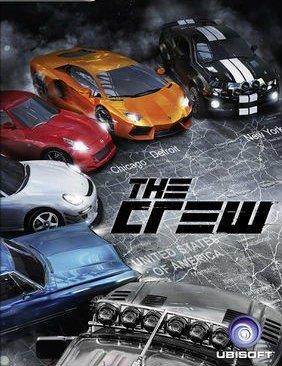 New York
Chicago Detroit
THE
CREW
UNITED STATES
OF AMERICA
UBISOFT